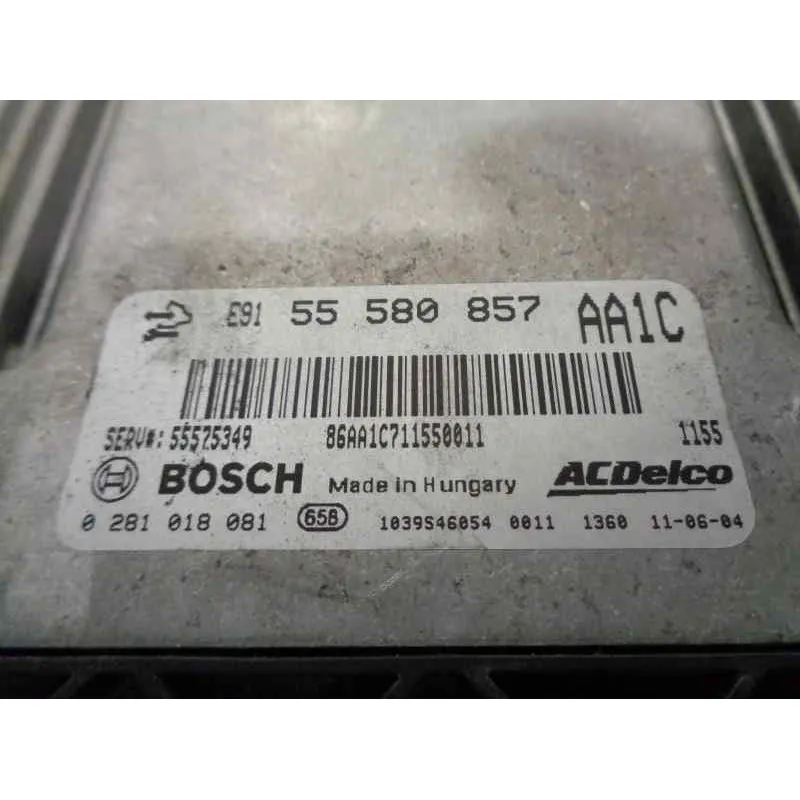 E91 55 580 857 AA1C
SERV#: 55575349 86AA1C711550011 1155
BOSCH Made in Hungary ACDelco
0 281 018 081 658 1039S46054 0011 1360 11-06-04